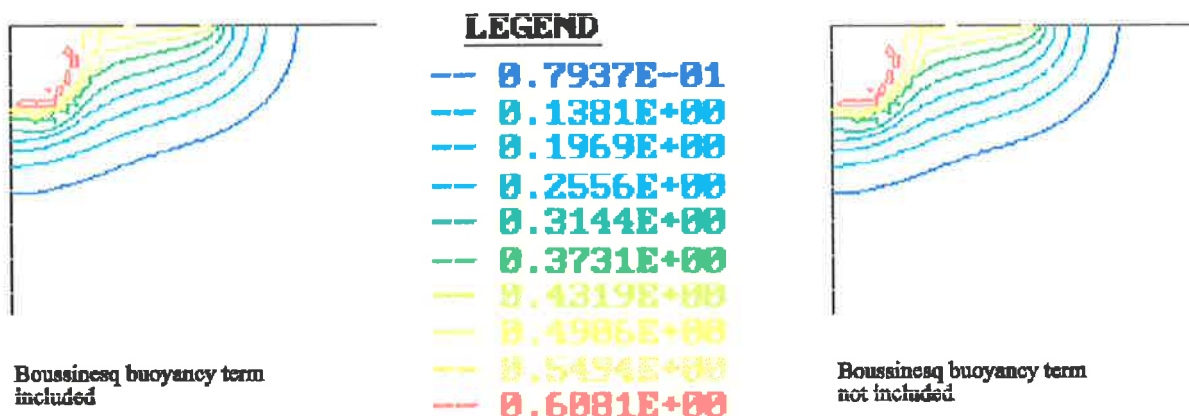 LEGEND
-- 0.7937E-01
-- 0.1381E+00
-- 0.1969E+00
-- 0.2556E+00
-- 0.3144E+00
-- 0.3731E+00
-- 0.4319E+00
-- 0.4906E+00
-- 0.5494E+00
-- 0.6081E+00
Boussinesq buoyancy term
included
Boussinesq buoyancy term
not included